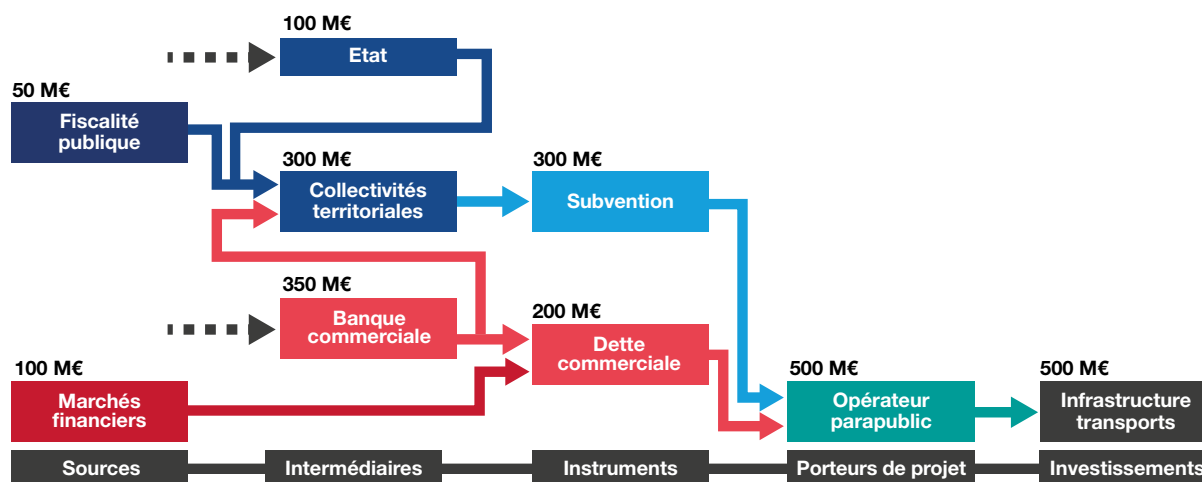 100 M€
Etat
50 M€
Fiscalité
publique
300 M€
Collectivités
territoriales
300 M€
Subvention
350 M€
Banque
commerciale
200 M€
Dette
commerciale
100 M€
Marchés
financiers
500 M€
Opérateur
parapublic
500 M€
Infrastructure
transports
Sources
Intermédiaires
Instruments
Porteurs de projet
Investissements